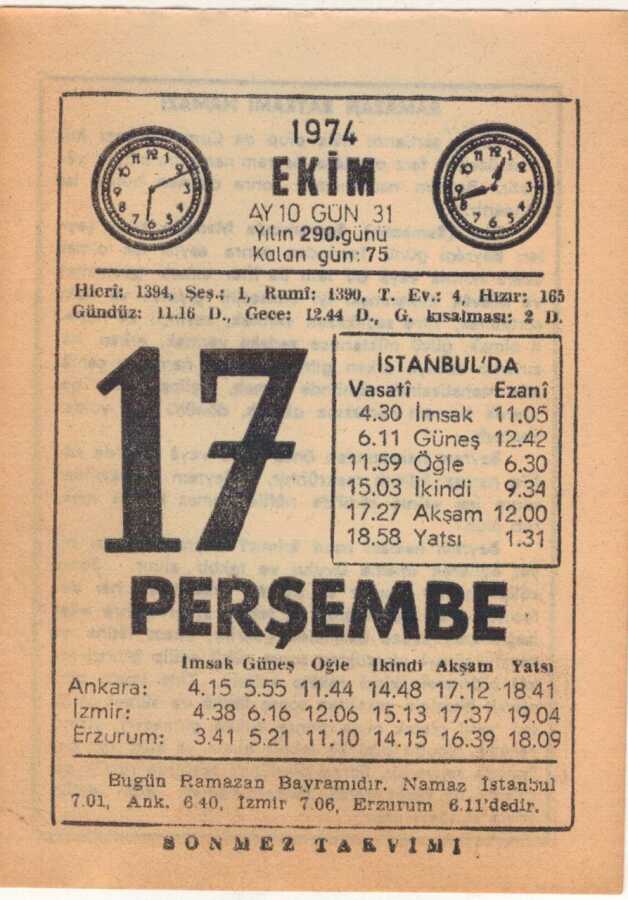 1974
EKİM
AY 10 GÜN 31
Yılın 290.günü
Kalan gün: 75
Hicrî: 1394, Şeş.: 1, Rumî: 1390, T. Ev.: 4, Hızır: 165
Gündüz: 11.16 D., Gece: 12.44 D., G. kısalması: 2 D.
17
İSTANBUL'DA
Vasatî Ezanî
4.30 İmsak 11.05
6.11 Güneş 12.42
11.59 Öğle 6.30
15.03 İkindi 9.34
17.27 Akşam 12.00
18.58 Yatsı 1.31
PERŞEMBE
İmsak Güneş Öğle İkindi Akşam Yatsı
Ankara: 4.15 5.55 11.44 14.48 17.12 18 41
İzmir: 4.38 6.16 12.06 15.13 17.37 19.04
Erzurum: 3.41 5.21 11.10 14.15 16.39 18.09
Bugün Ramazan Bayramıdır. Namaz İstanbul
7.01, Ank. 6 40, İzmir 7.06, Erzurum 6.11'dedir.
SÖNMEZ TAKVİMİ